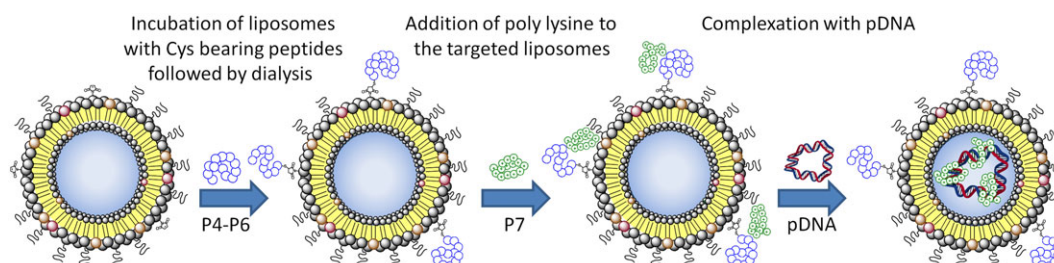 Incubation of liposomes
with Cys bearing peptides
followed by dialysis
Addition of poly lysine to
the targeted liposomes
Complexation with pDNA
P4-P6
P7
pDNA